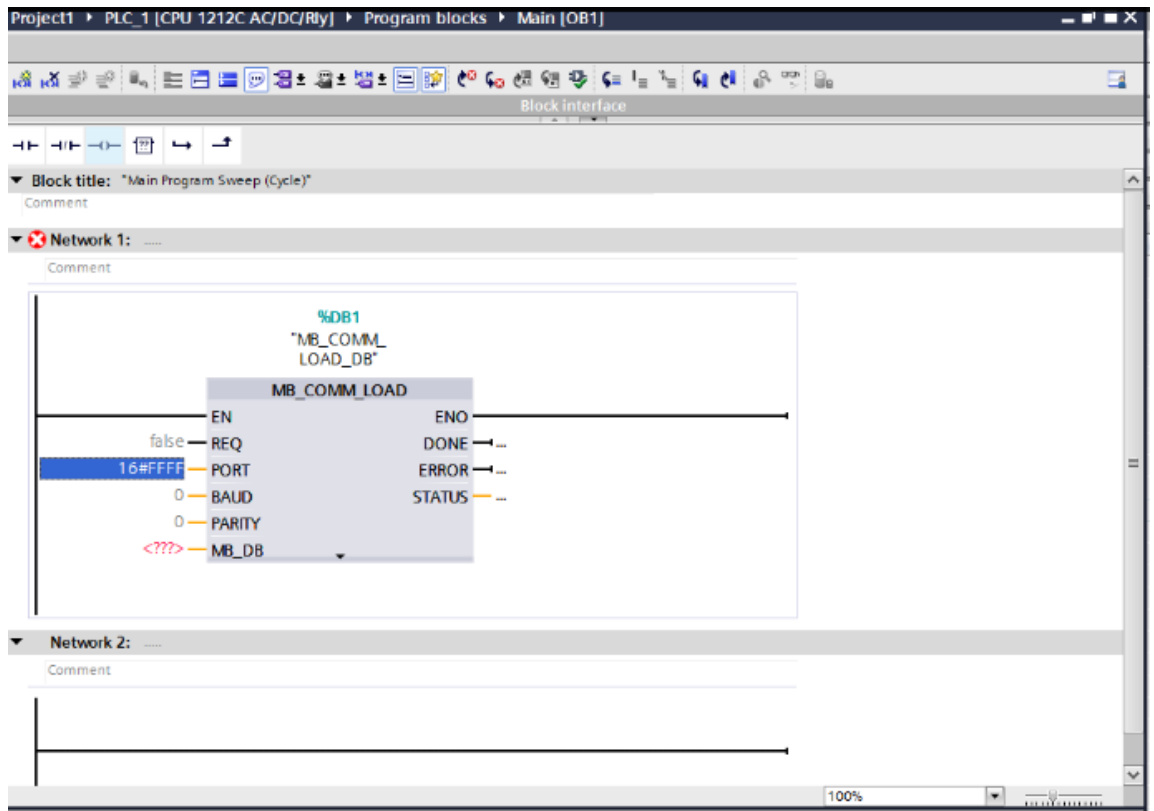 Project1 ▸ PLC_1 [CPU 1212C AC/DC/Rly] ▸ Program blocks ▸ Main [OB1]
Block interface
Block title: "Main Program Sweep (Cycle)"
Comment
Network 1: .....
Comment
%DB1
"MB_COMM_
LOAD_DB"
MB_COMM_LOAD
EN ENO
false REQ DONE ...
16#FFFF PORT ERROR ...
0 BAUD STATUS ...
0 PARITY
<???> MB_DB
Network 2: .....
Comment
100%